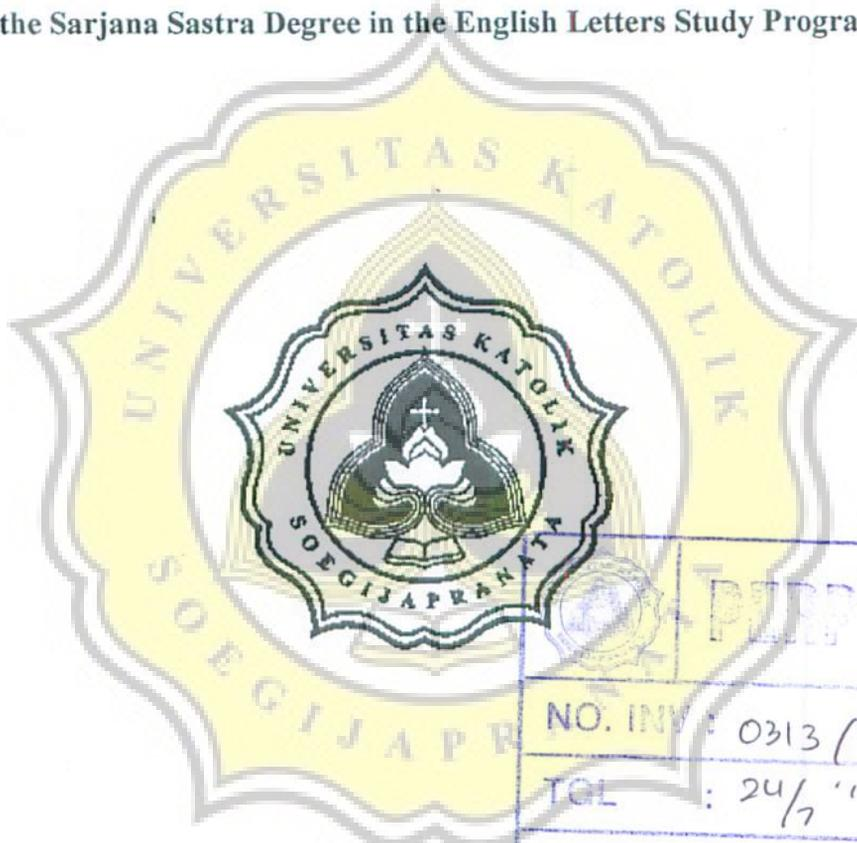 the Sarjana Sastra Degree in the English Letters Study
UNIVERSITAS KATOLIK
SOEGIJAPRANATA
UNIVERSITAS KATOLIK
SOEGIJAPRANATA
NO. INV : 0313
TGL : 24/7